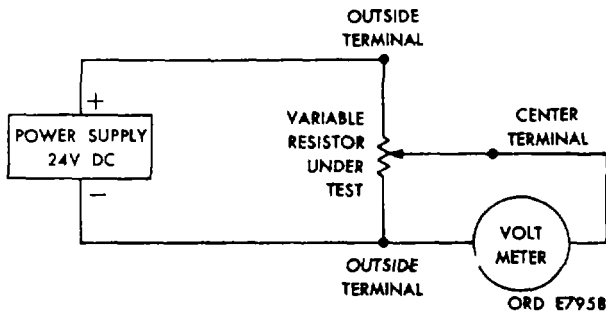 OUTSIDE
TERMINAL
+
POWER SUPPLY
24V DC
−
VARIABLE
RESISTOR
UNDER
TEST
CENTER
TERMINAL
VOLT
METER
OUTSIDE
TERMINAL
ORD E7958